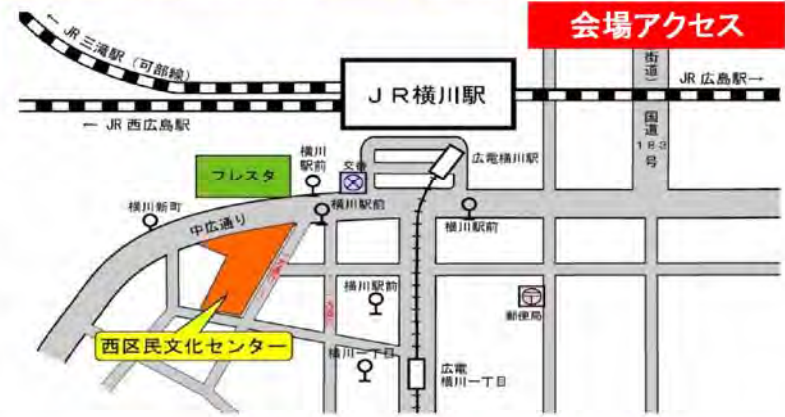 会場アクセス
← JR 三滝駅（可部線）
JR横川駅
JR 広島駅→
← JR 西広島駅
街道）
国道
183
号
横川
駅前
交番
広電横川駅
フレスタ
横川新町
中広通り
横川駅前
横川駅前
横川駅前
郵便局
西区民文化センター
横川一丁目
広電
横川一丁目